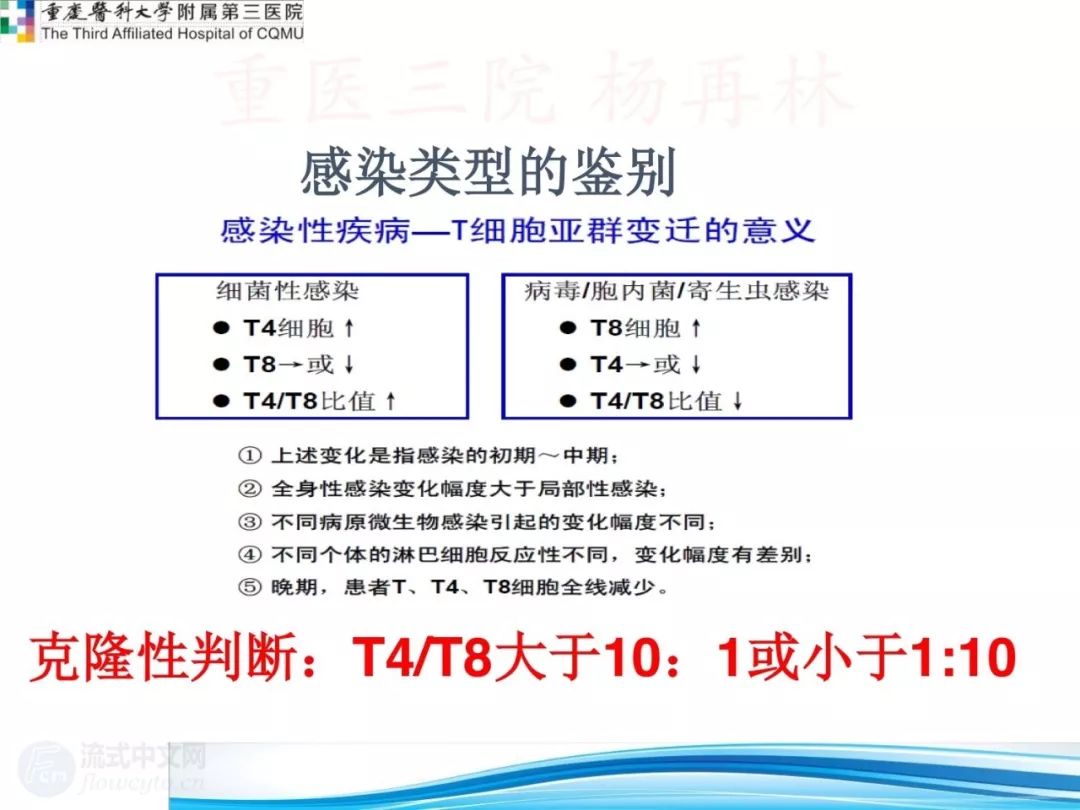 重庆医科大学附属第三医院
The Third Affiliated Hospital of CQMU
重医三院 杨再林
感染类型的鉴别
感染性疾病—T细胞亚群变迁的意义
细菌性感染
● T4细胞↑
● T8→或↓
● T4/T8比值↑
病毒/胞内菌/寄生虫感染
● T8细胞↑
● T4→或↓
● T4/T8比值↓
① 上述变化是指感染的初期～中期；
② 全身性感染变化幅度大于局部性感染；
③ 不同病原微生物感染引起的变化幅度不同；
④ 不同个体的淋巴细胞反应性不同，变化幅度有差别；
⑤ 晚期，患者T、T4、T8细胞全线减少。
克隆性判断：T4/T8大于10：1或小于1:10
流式中文网
flowcyto.cn